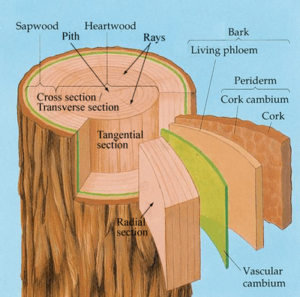 Sapwood
Heartwood
Pith
Rays
Bark
Living phloem
Periderm
Cork cambium
Cork
Cross section /
Transverse section
Tangential
section
Radial
section
Vascular
cambium